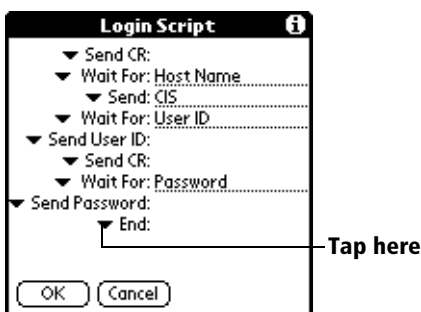 Login Script i
Send CR:
Wait For: Host Name
Send: CIS
Wait For: User ID
Send User ID:
Send CR:
Wait For: Password
Send Password:
End:
Tap here
OK Cancel